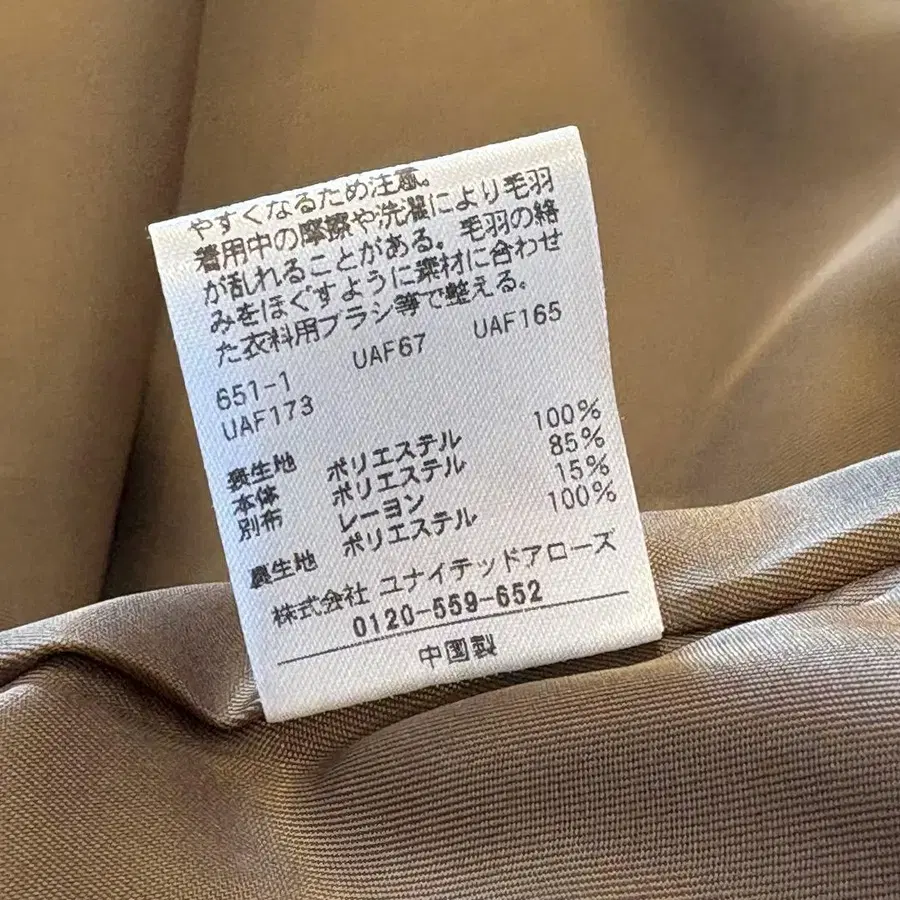 やすくなるため注意。
着用中の摩擦や洗濯により毛羽
が乱れることがある。毛羽の絡
みをほぐすように素材に合わせ
た衣料用ブラシ等で整える。
651-1 UAF67 UAF165
UAF173
表生地
本体 ポリエステル 100%
別布 ポリエステル 85%
レーヨン 15%
裏生地 ポリエステル 100%
株式会社 ユナイテッドアローズ
0120-559-652
中国製